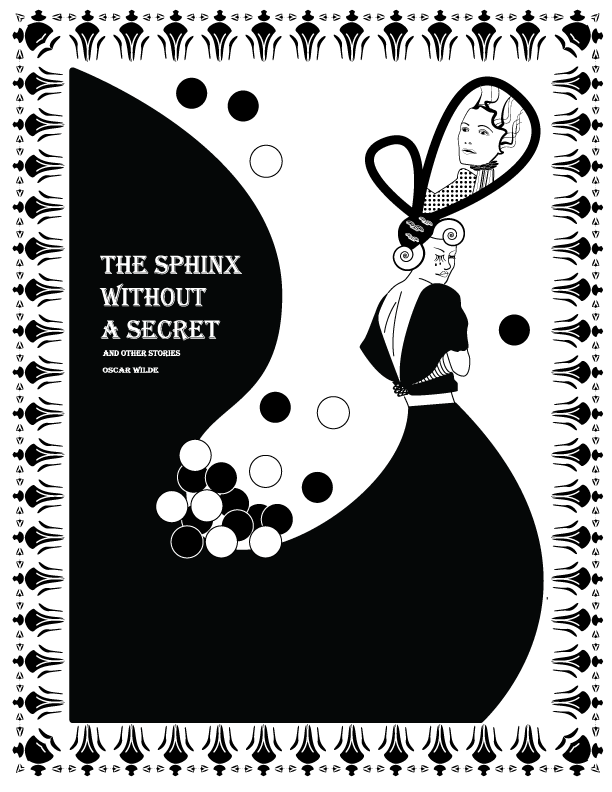 THE SPHINX
WITHOUT
A SECRET
AND OTHER STORIES
OSCAR WILDE